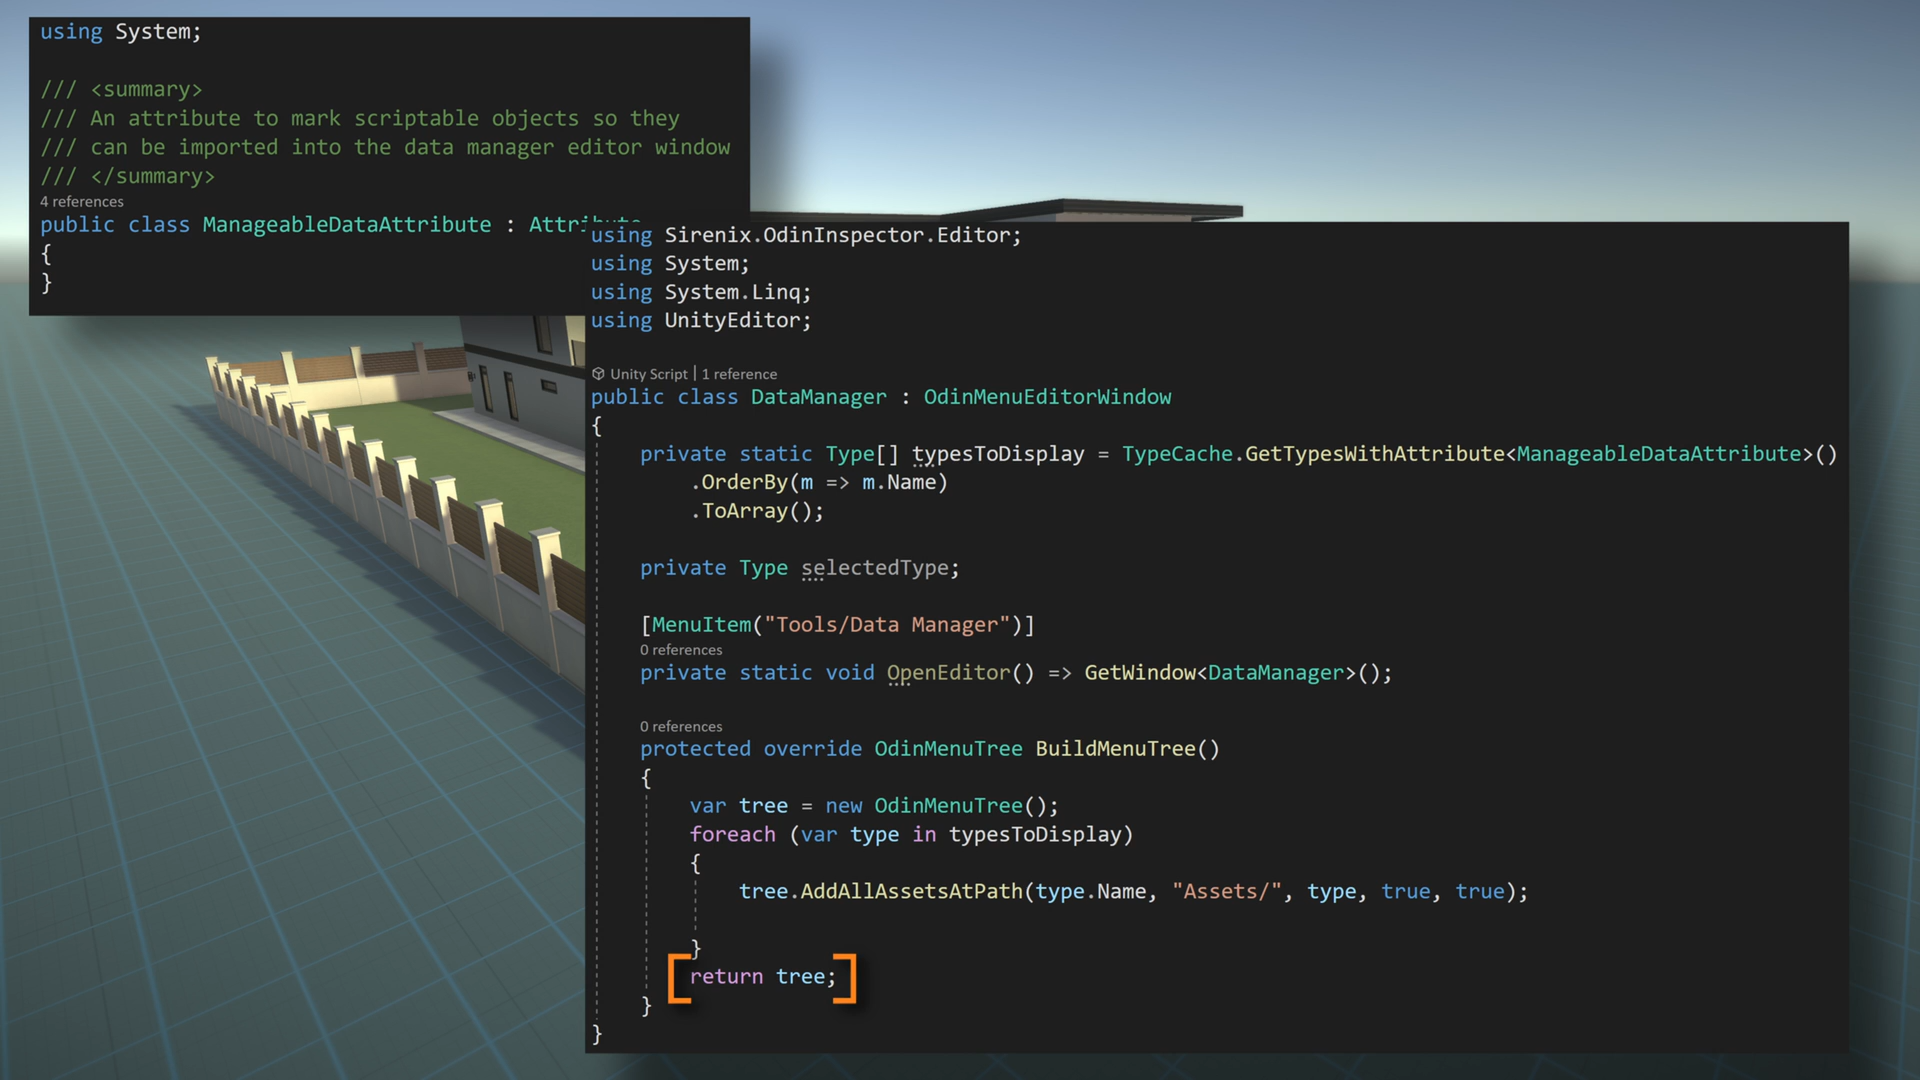 using System;
/// <summary>
/// An attribute to mark scriptable objects so they
/// can be imported into the data manager editor window
/// </summary>
4 references
public class ManageableDataAttribute : Attribute
{
}
using Sirenix.OdinInspector.Editor;
using System;
using System.Linq;
using UnityEditor;
Unity Script | 1 reference
public class DataManager : OdinMenuEditorWindow
{
private static Type[] typesToDisplay = TypeCache.GetTypesWithAttribute<ManageableDataAttribute>()
.OrderBy(m => m.Name)
.ToArray();
private Type selectedType;
[MenuItem("Tools/Data Manager")]
0 references
private static void OpenEditor() => GetWindow<DataManager>();
0 references
protected override OdinMenuTree BuildMenuTree()
{
var tree = new OdinMenuTree();
foreach (var type in typesToDisplay)
{
tree.AddAllAssetsAtPath(type.Name, "Assets/", type, true, true);
}
return tree;
}
}